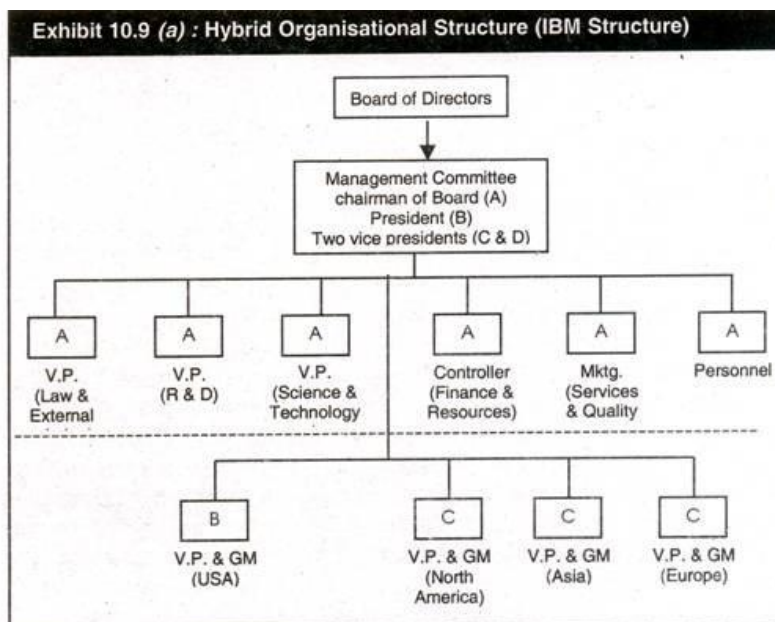 Exhibit 10.9 (a) : Hybrid Organisational Structure (IBM Structure)
Board of Directors
Management Committee
chairman of Board (A)
President (B)
Two vice presidents (C & D)
A
A
A
A
A
A
V.P.
(Law &
External
V.P.
(R & D)
V.P.
(Science &
Technology
Controller
(Finance &
Resources)
Mktg.
(Services
& Quality
Personnel
B
C
C
C
V.P. & GM
(USA)
V.P. & GM
(North
America)
V.P. & GM
(Asia)
V.P. & GM
(Europe)